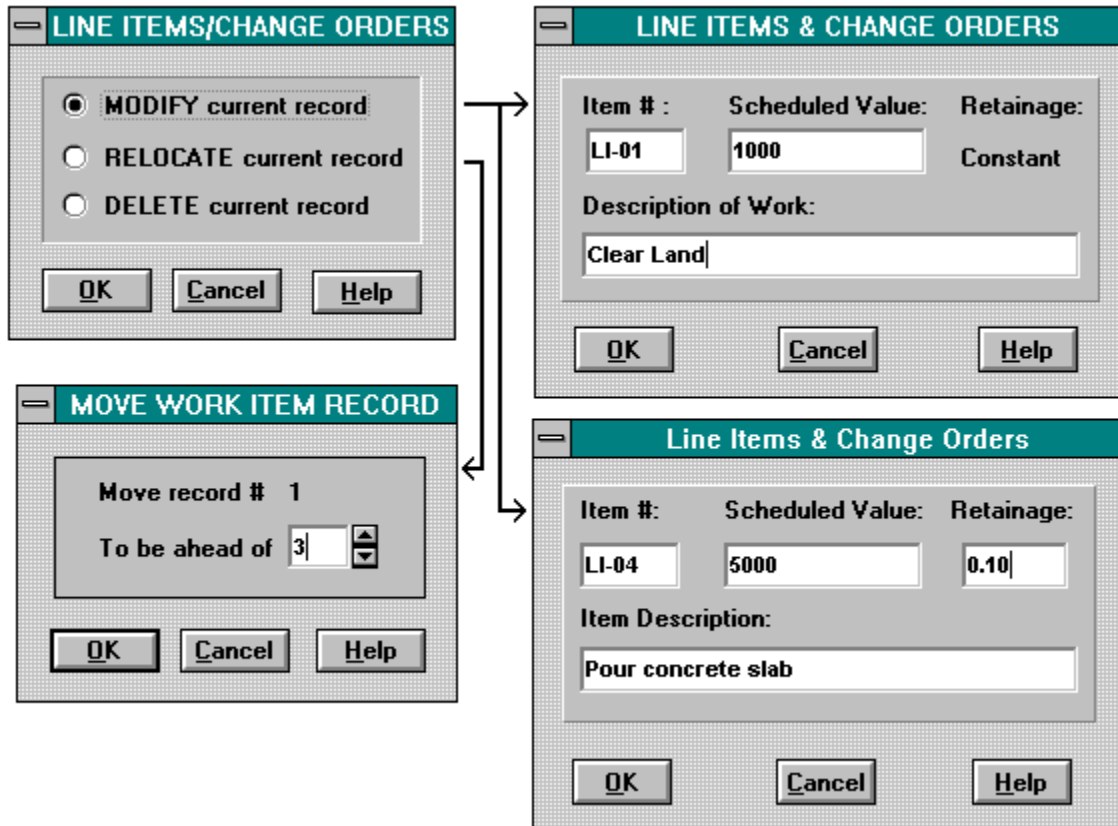 LINE ITEMS/CHANGE ORDERS
MODIFY current record
RELOCATE current record
DELETE current record
OK Cancel Help
LINE ITEMS & CHANGE ORDERS
Item # : Scheduled Value: Retainage:
LI-01 1000 Constant
Description of Work:
Clear Land
OK Cancel Help
MOVE WORK ITEM RECORD
Move record # 1
To be ahead of 3
OK Cancel Help
Line Items & Change Orders
Item #: Scheduled Value: Retainage:
LI-04 5000 0.10
Item Description:
Pour concrete slab
OK Cancel Help